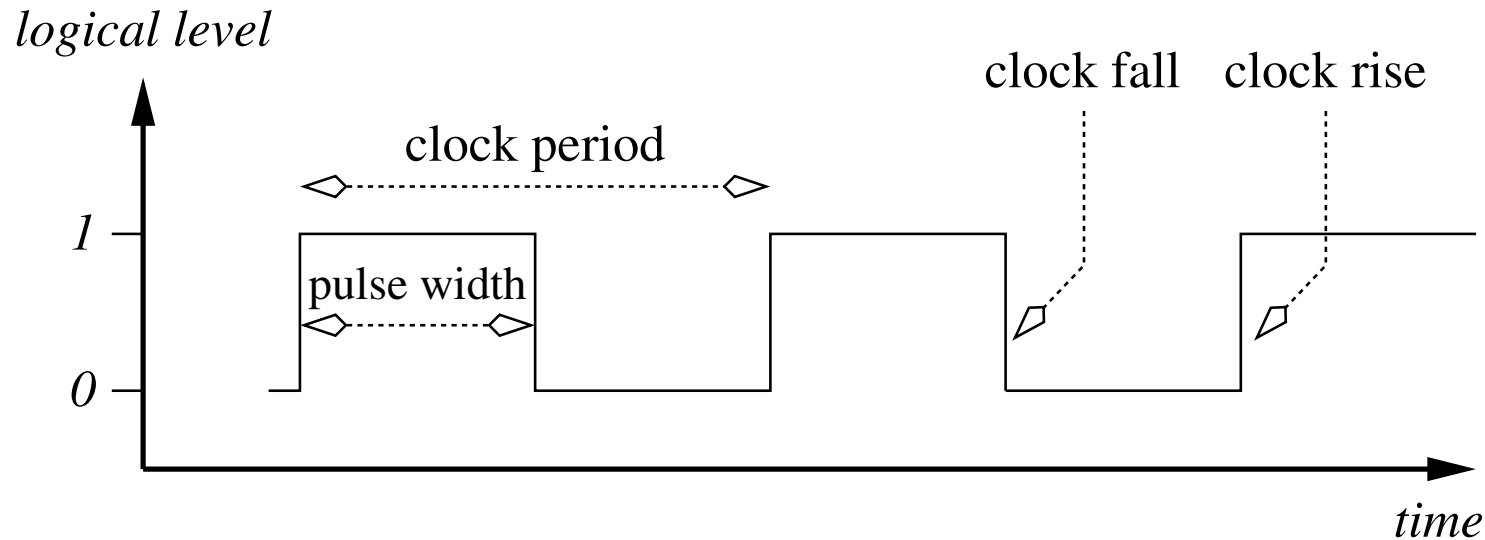 logical level
clock fall
clock rise
clock period
1
pulse width
0
time